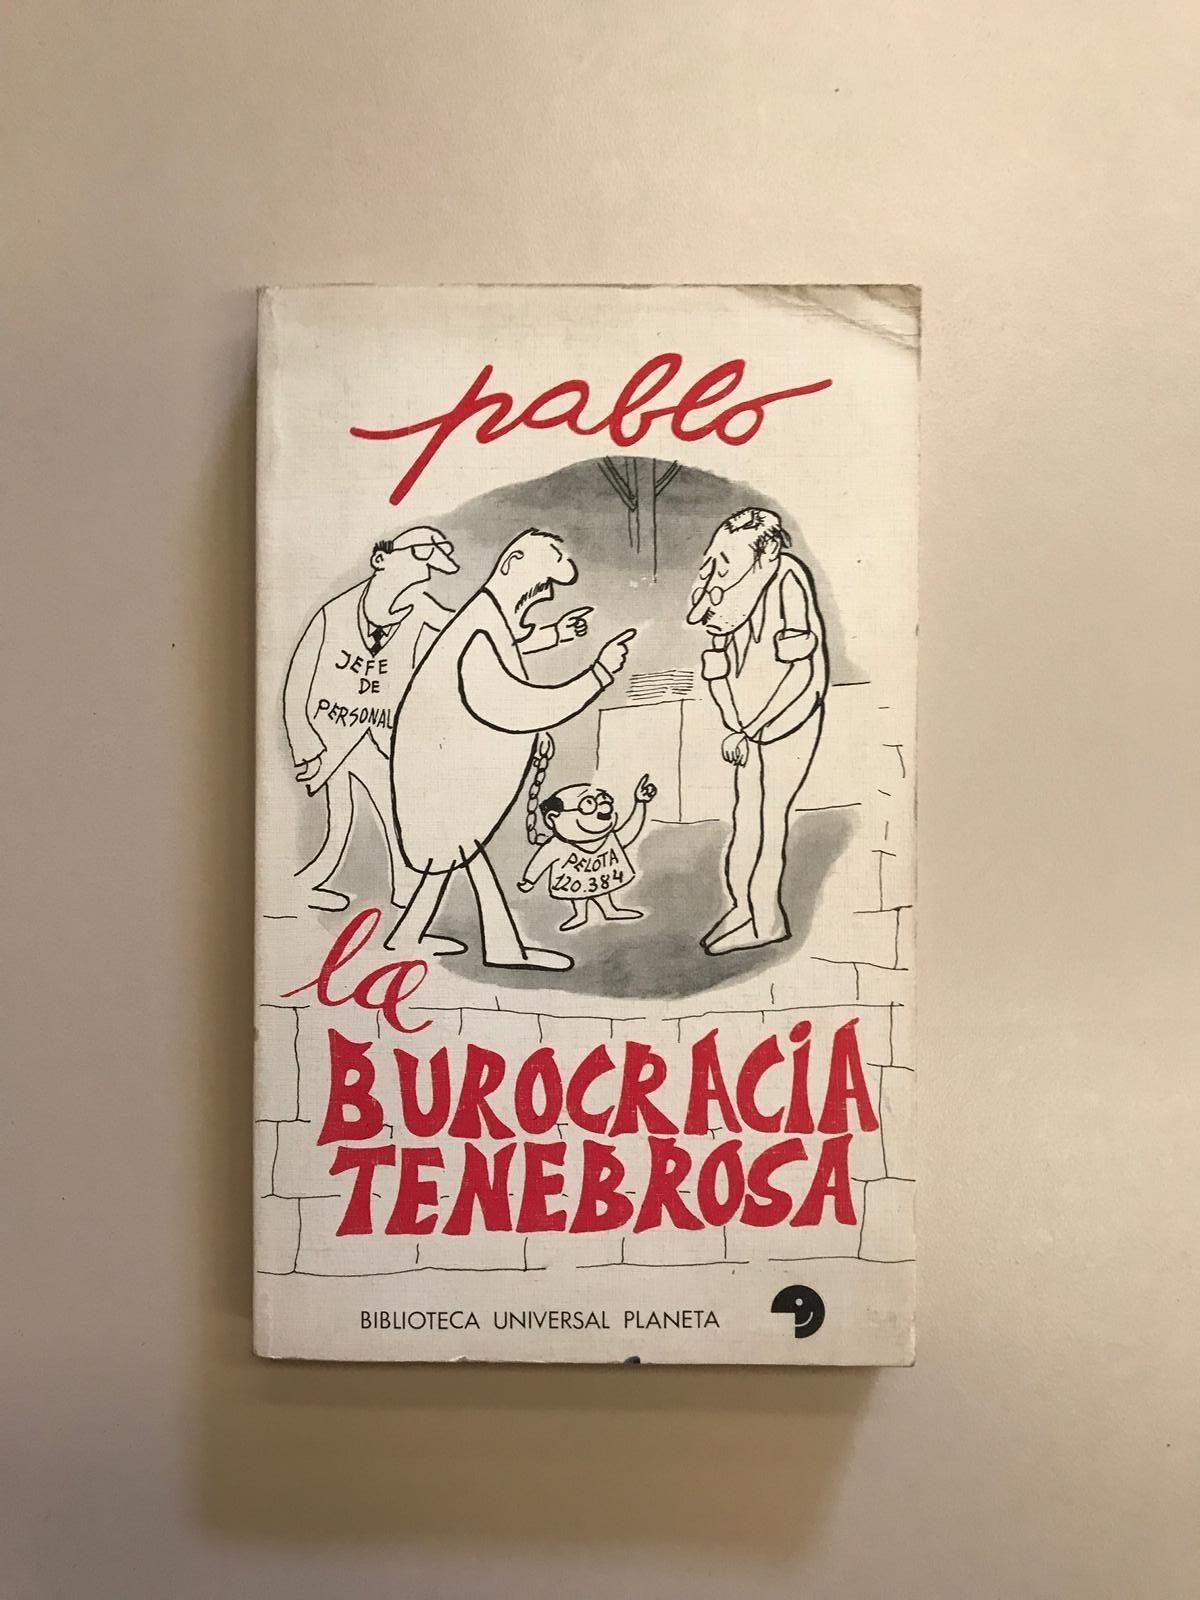 pablo
JEFE
DE
PERSONAL
PELOTA
120.384
la
BUROCRACiA
TENEBROSA
BIBLIOTECA UNIVERSAL PLANETA